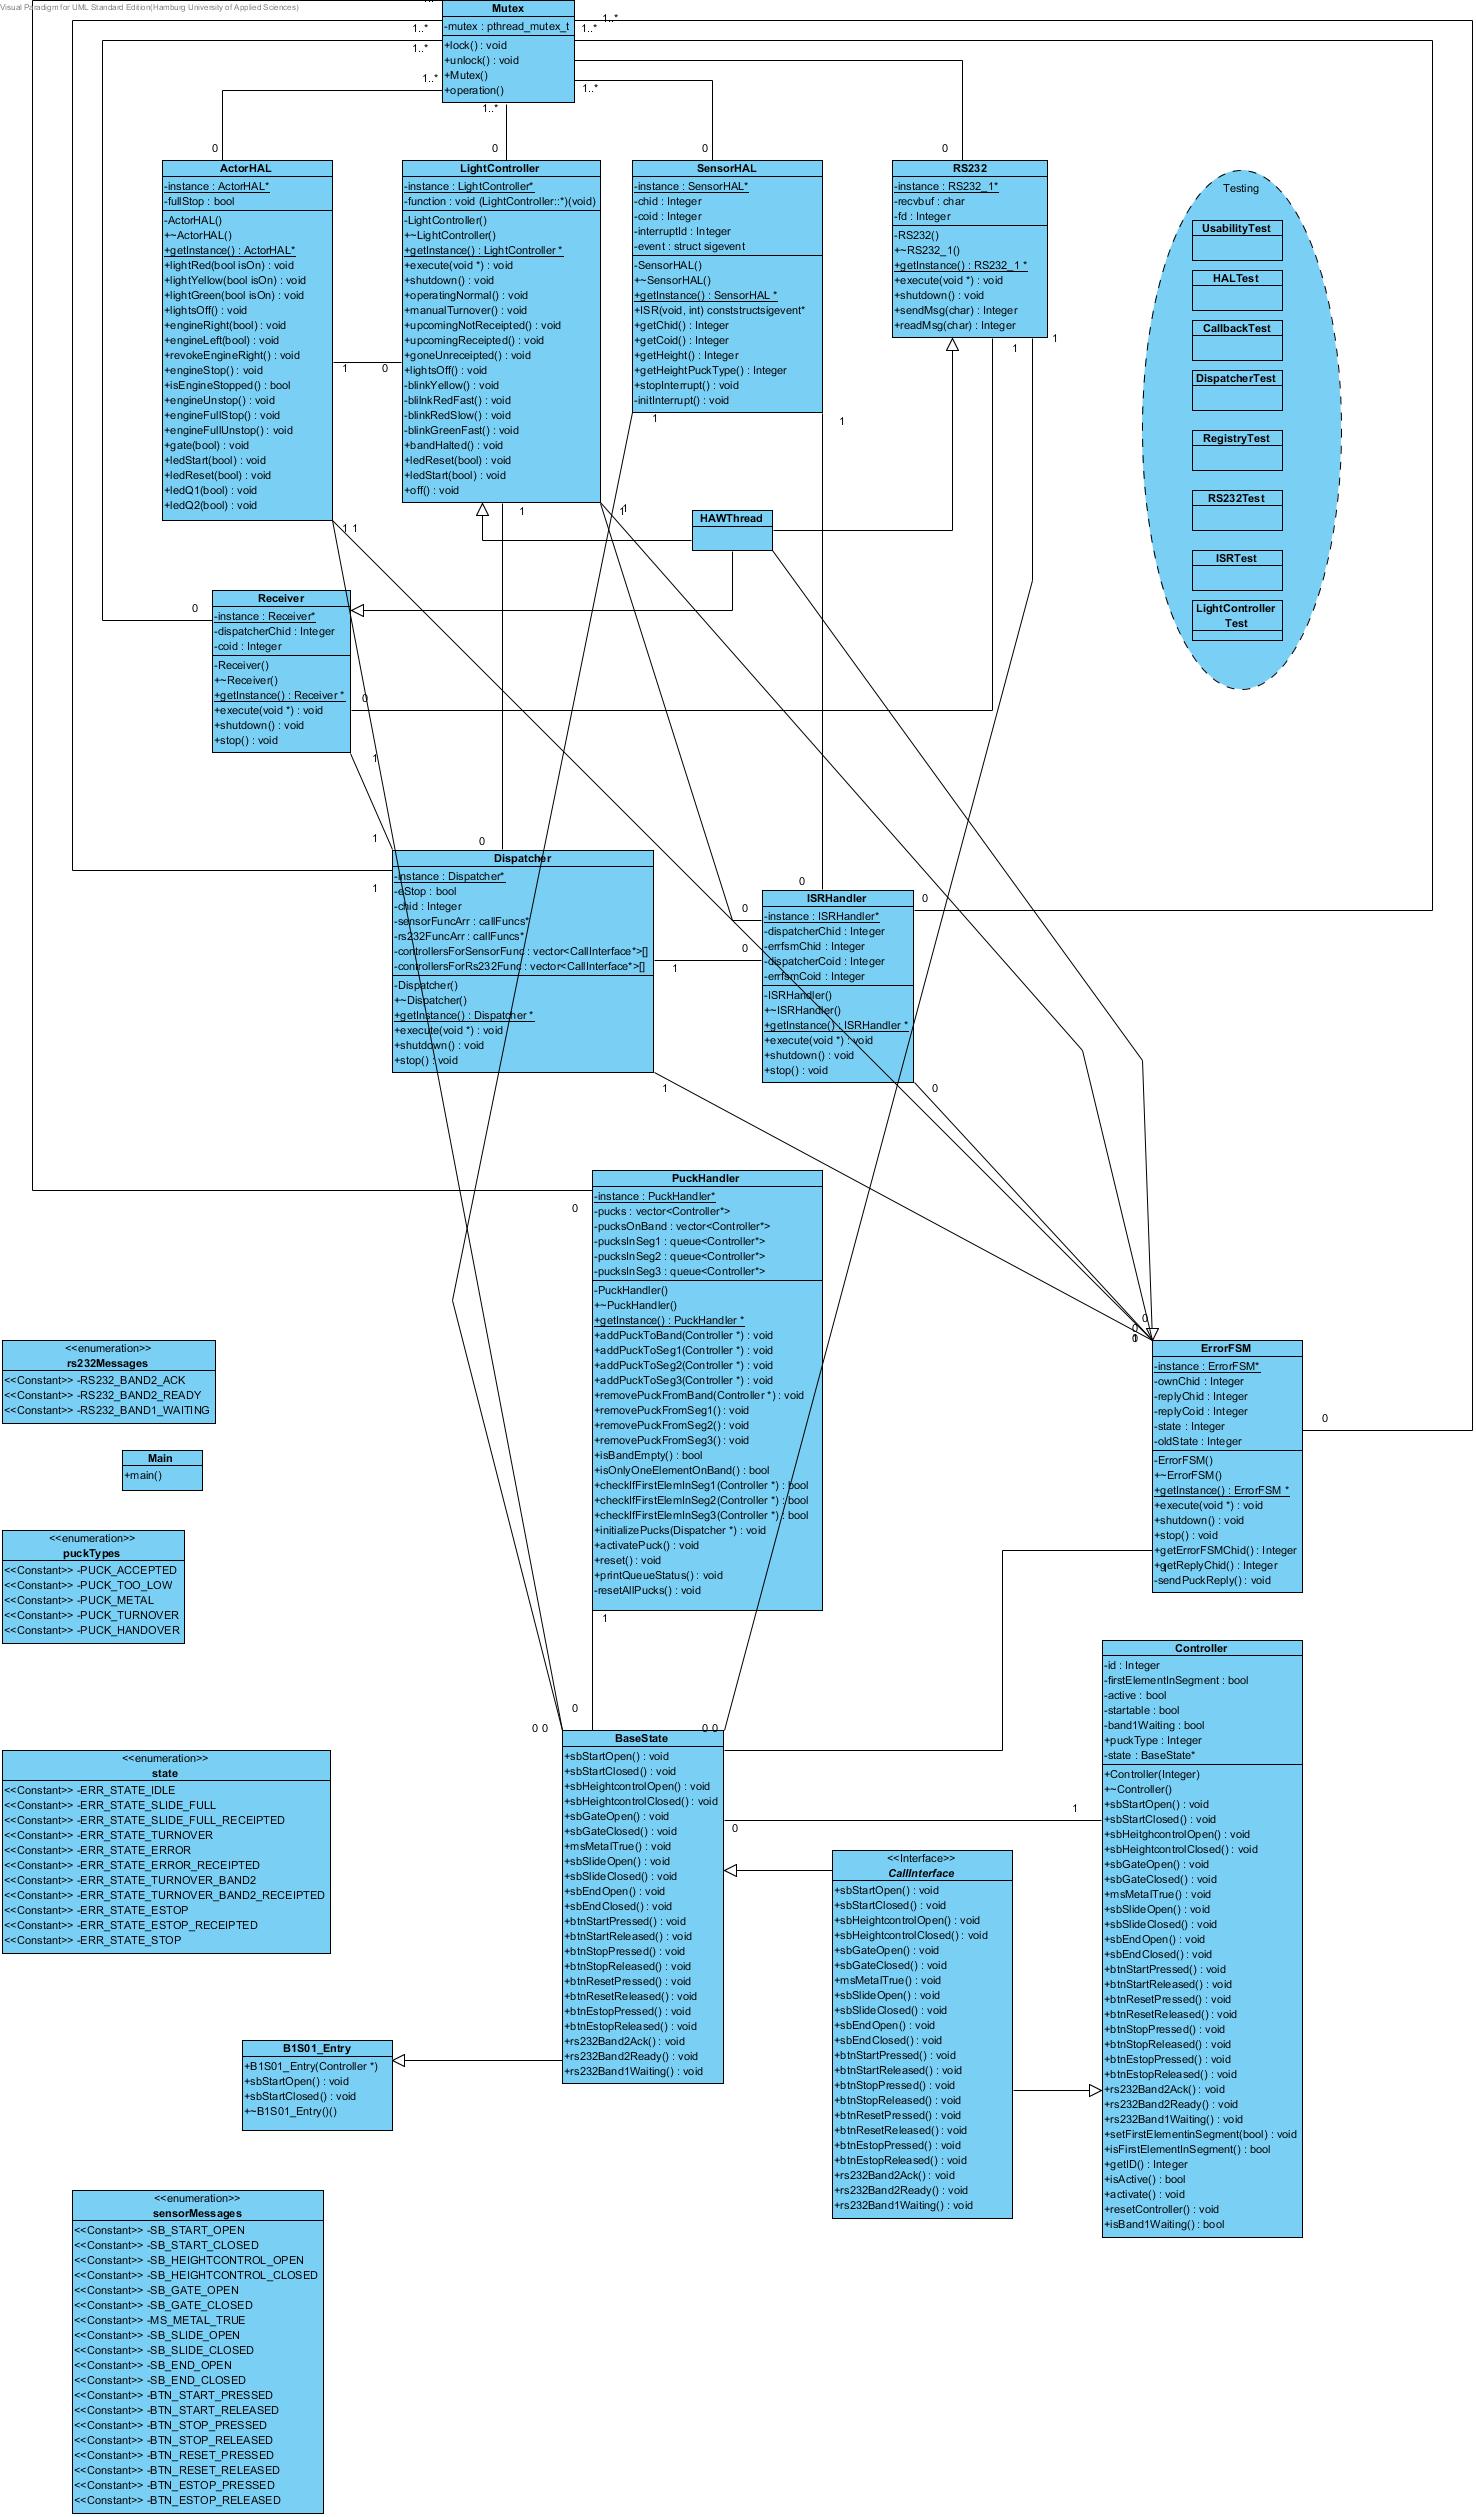 Visual Paradigm for UML Standard Edition(Hamburg University of Applied Sciences)
Mutex
-mutex : pthread_mutex_t
+lock() : void
+unlock() : void
+Mutex()
+operation()
1..*
1..*
1..*
1..*
1..*
1..*
1..*
0
0
0
0
ActorHAL
-instance : ActorHAL*
-fullStop : bool
-ActorHAL()
+~ActorHAL()
+getInstance() : ActorHAL*
+lightRed(bool isOn) : void
+lightYellow(bool isOn) : void
+lightGreen(bool isOn) : void
+lightsOff() : void
+engineRight(bool) : void
+engineLeft(bool) : void
+revokeEngineRight() : void
+engineStop() : void
+isEngineStopped() : bool
+engineUnstop() : void
+engineFullStop() : void
+engineFullUnstop() : void
+gate(bool) : void
+ledStart(bool) : void
+ledReset(bool) : void
+ledQ1(bool) : void
+ledQ2(bool) : void
1
0
1
1
LightController
-instance : LightController*
-function : void (LightController::*)(void)
-LightController()
+~LightController()
+getInstance() : LightController *
+execute(void *) : void
+shutdown() : void
+operatingNormal() : void
+manualTurnover() : void
+upcomingNotReceipted() : void
+upcomingReceipted() : void
+goneUnreceipted() : void
+lightsOff() : void
-blinkYellow() : void
-blilnkRedFast() : void
-blinkRedSlow() : void
-blinkGreenFast() : void
+bandHalted() : void
+ledReset(bool) : void
+ledStart(bool) : void
+off() : void
1
1
1
SensorHAL
-instance : SensorHAL*
-chid : Integer
-coid : Integer
-interruptId : Integer
-event : struct sigevent
-SensorHAL()
+~SensorHAL()
+getInstance() : SensorHAL *
+ISR(void, int) conststructsigevent*
+getChid() : Integer
+getCoid() : Integer
+getHeight() : Integer
+getHeightPuckType() : Integer
+stopInterrupt() : void
-initInterrupt() : void
1
1
RS232
-instance : RS232_1*
-recvbuf : char
-fd : Integer
-RS232()
+~RS232_1()
+getInstance() : RS232_1 *
+execute(void *) : void
+shutdown() : void
+sendMsg(char) : Integer
+readMsg(char) : Integer
1
1
Testing
UsabilityTest
HALTest
CallbackTest
DispatcherTest
RegistryTest
RS232Test
ISRTest
LightController
Test
HAWThread
0
Receiver
-instance : Receiver*
-dispatcherChid : Integer
-coid : Integer
-Receiver()
+~Receiver()
+getInstance() : Receiver *
+execute(void *) : void
+shutdown() : void
+stop() : void
0
1
1
1
0
Dispatcher
-instance : Dispatcher*
-eStop : bool
-chid : Integer
-sensorFuncArr : callFuncs*
-rs232FuncArr : callFuncs*
-controllersForSensorFunc : vector<CallInterface*>[]
-controllersForRs232Func : vector<CallInterface*>[]
-Dispatcher()
+~Dispatcher()
+getInstance() : Dispatcher *
+execute(void *) : void
+shutdown() : void
+stop() : void
1
1
0
0
0
0
ISRHandler
-instance : ISRHandler*
-dispatcherChid : Integer
-errfsmChid : Integer
-dispatcherCoid : Integer
-errfsmCoid : Integer
-ISRHandler()
+~ISRHandler()
+getInstance() : ISRHandler *
+execute(void *) : void
+shutdown() : void
+stop() : void
0
0
PuckHandler
-instance : PuckHandler*
-pucks : vector<Controller*>
-pucksOnBand : vector<Controller*>
-pucksInSeg1 : queue<Controller*>
-pucksInSeg2 : queue<Controller*>
-pucksInSeg3 : queue<Controller*>
-PuckHandler()
+~PuckHandler()
+getInstance() : PuckHandler *
+addPuckToBand(Controller *) : void
+addPuckToSeg1(Controller *) : void
+addPuckToSeg2(Controller *) : void
+addPuckToSeg3(Controller *) : void
+removePuckFromBand(Controller *) : void
+removePuckFromSeg1() : void
+removePuckFromSeg2() : void
+removePuckFromSeg3() : void
+isBandEmpty() : bool
+isOnlyOneElementOnBand() : bool
+checkIfFirstElemInSeg1(Controller *) : bool
+checkIfFirstElemInSeg2(Controller *) : bool
+checkIfFirstElemInSeg3(Controller *) : bool
+initializePucks(Dispatcher *) : void
+activatePuck() : void
+reset() : void
+printQueueStatus() : void
-resetAllPucks() : void
1
0
0
0
0
ErrorFSM
-instance : ErrorFSM*
-ownChid : Integer
-replyChid : Integer
-replyCoid : Integer
-state : Integer
-oldState : Integer
-ErrorFSM()
+~ErrorFSM()
+getInstance() : ErrorFSM *
+execute(void *) : void
+shutdown() : void
+stop() : void
+getErrorFSMChid() : Integer
+getReplyChid() : Integer
-sendPuckReply() : void
<<enumeration>>
rs232Messages
<<Constant>> -RS232_BAND2_ACK
<<Constant>> -RS232_BAND2_READY
<<Constant>> -RS232_BAND1_WAITING
Main
+main()
<<enumeration>>
puckTypes
<<Constant>> -PUCK_ACCEPTED
<<Constant>> -PUCK_TOO_LOW
<<Constant>> -PUCK_METAL
<<Constant>> -PUCK_TURNOVER
<<Constant>> -PUCK_HANDOVER
<<enumeration>>
state
<<Constant>> -ERR_STATE_IDLE
<<Constant>> -ERR_STATE_SLIDE_FULL
<<Constant>> -ERR_STATE_SLIDE_FULL_RECEIPTED
<<Constant>> -ERR_STATE_TURNOVER
<<Constant>> -ERR_STATE_ERROR
<<Constant>> -ERR_STATE_ERROR_RECEIPTED
<<Constant>> -ERR_STATE_TURNOVER_BAND2
<<Constant>> -ERR_STATE_TURNOVER_BAND2_RECEIPTED
<<Constant>> -ERR_STATE_ESTOP
<<Constant>> -ERR_STATE_ESTOP_RECEIPTED
<<Constant>> -ERR_STATE_STOP
0 0
0 0
BaseState
+sbStartOpen() : void
+sbStartClosed() : void
+sbHeightcontrolOpen() : void
+sbHeightcontrolClosed() : void
+sbGateOpen() : void
+sbGateClosed() : void
+msMetalTrue() : void
+sbSlideOpen() : void
+sbSlideClosed() : void
+sbEndOpen() : void
+sbEndClosed() : void
+btnStartPressed() : void
+btnStartReleased() : void
+btnStopPressed() : void
+btnStopReleased() : void
+btnResetPressed() : void
+btnResetReleased() : void
+btnEstopPressed() : void
+btnEstopReleased() : void
+rs232Band2Ack() : void
+rs232Band2Ready() : void
+rs232Band1Waiting() : void
0
1
<<Interface>>
CallInterface
+sbStartOpen() : void
+sbStartClosed() : void
+sbHeightcontrolOpen() : void
+sbHeightcontrolClosed() : void
+sbGateOpen() : void
+sbGateClosed() : void
+msMetalTrue() : void
+sbSlideOpen() : void
+sbSlideClosed() : void
+sbEndOpen() : void
+sbEndClosed() : void
+btnStartPressed() : void
+btnStartReleased() : void
+btnStopPressed() : void
+btnStopReleased() : void
+btnResetPressed() : void
+btnResetReleased() : void
+btnEstopPressed() : void
+btnEstopReleased() : void
+rs232Band2Ack() : void
+rs232Band2Ready() : void
+rs232Band1Waiting() : void
Controller
-id : Integer
-firstElementInSegment : bool
-active : bool
-startable : bool
-band1Waiting : bool
+puckType : Integer
-state : BaseState*
+Controller(Integer)
+~Controller()
+sbStartOpen() : void
+sbStartClosed() : void
+sbHeitghcontrolOpen() : void
+sbHeightcontrolClosed() : void
+sbGateOpen() : void
+sbGateClosed() : void
+msMetalTrue() : void
+sbSlideOpen() : void
+sbSlideClosed() : void
+sbEndOpen() : void
+sbEndClosed() : void
+btnStartPressed() : void
+btnStartReleased() : void
+btnResetPressed() : void
+btnResetReleased() : void
+btnStopPressed() : void
+btnStopReleased() : void
+btnEstopPressed() : void
+btnEstopReleased() : void
+rs232Band2Ack() : void
+rs232Band2Ready() : void
+rs232Band1Waiting() : void
+setFirstElementinSegment(bool) : void
+isFirstElementInSegment() : bool
+getID() : Integer
+isActive() : bool
+activate() : void
+resetController() : void
+isBand1Waiting() : bool
B1S01_Entry
+B1S01_Entry(Controller *)
+sbStartOpen() : void
+sbStartClosed() : void
+~B1S01_Entry()()
<<enumeration>>
sensorMessages
<<Constant>> -SB_START_OPEN
<<Constant>> -SB_START_CLOSED
<<Constant>> -SB_HEIGHTCONTROL_OPEN
<<Constant>> -SB_HEIGHTCONTROL_CLOSED
<<Constant>> -SB_GATE_OPEN
<<Constant>> -SB_GATE_CLOSED
<<Constant>> -MS_METAL_TRUE
<<Constant>> -SB_SLIDE_OPEN
<<Constant>> -SB_SLIDE_CLOSED
<<Constant>> -SB_END_OPEN
<<Constant>> -SB_END_CLOSED
<<Constant>> -BTN_START_PRESSED
<<Constant>> -BTN_START_RELEASED
<<Constant>> -BTN_STOP_PRESSED
<<Constant>> -BTN_STOP_RELEASED
<<Constant>> -BTN_RESET_PRESSED
<<Constant>> -BTN_RESET_RELEASED
<<Constant>> -BTN_ESTOP_PRESSED
<<Constant>> -BTN_ESTOP_RELEASED